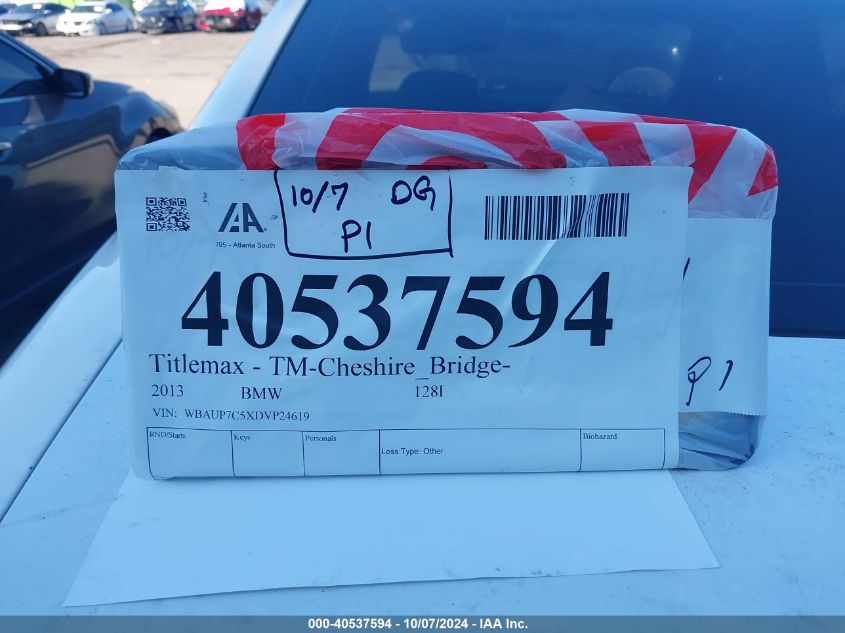 10/7 DG
P1
IAA
705 - Atlanta South
40537594
Titlemax - TM-Cheshire_Bridge-
2013 BMW 128I
VIN: WBAUP7C5XDVP24619
RND/Starts Keys Personals Loss Type: Other Biohazard
P1
000-40537594 - 10/07/2024 - IAA Inc.